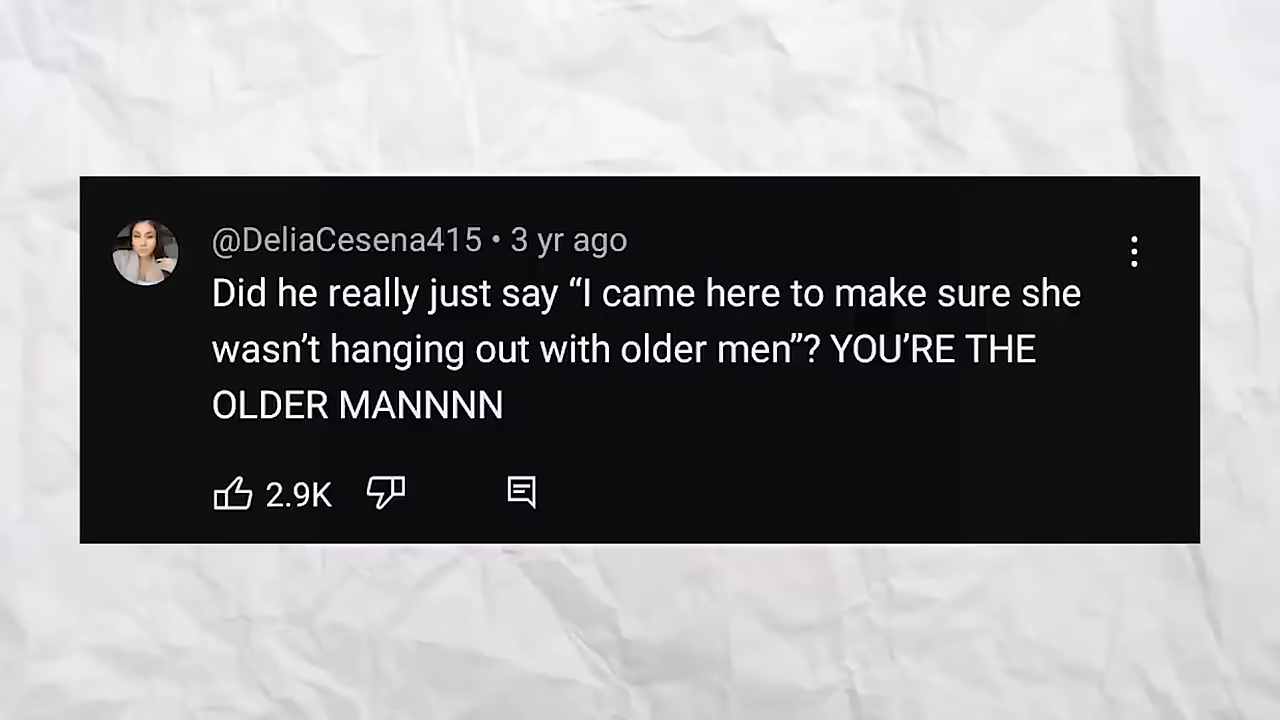 @DeliaCesena415 • 3 yr ago
Did he really just say “I came here to make sure she
wasn’t hanging out with older men”? YOU’RE THE
OLDER MANNNN
2.9K